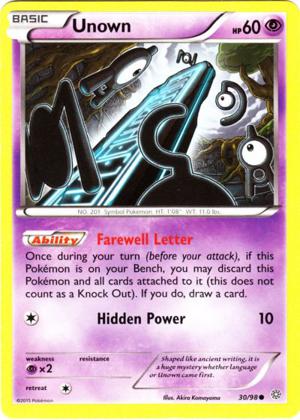 BASIC
Unown
HP60
NO. 201 Symbol Pokémon HT: 1'08" WT: 11.0 lbs.
Ability Farewell Letter
Once during your turn (before your attack), if this
Pokémon is on your Bench, you may discard this
Pokémon and all cards attached to it (this does
not count as a Knock Out). If you do, draw a card.
Hidden Power 10
weakness resistance
×2
Shaped like ancient writing, it is
a huge mystery whether language
or Unown came first.
retreat
©2015 Pokémon
Illus. Akira Komayama
30/98